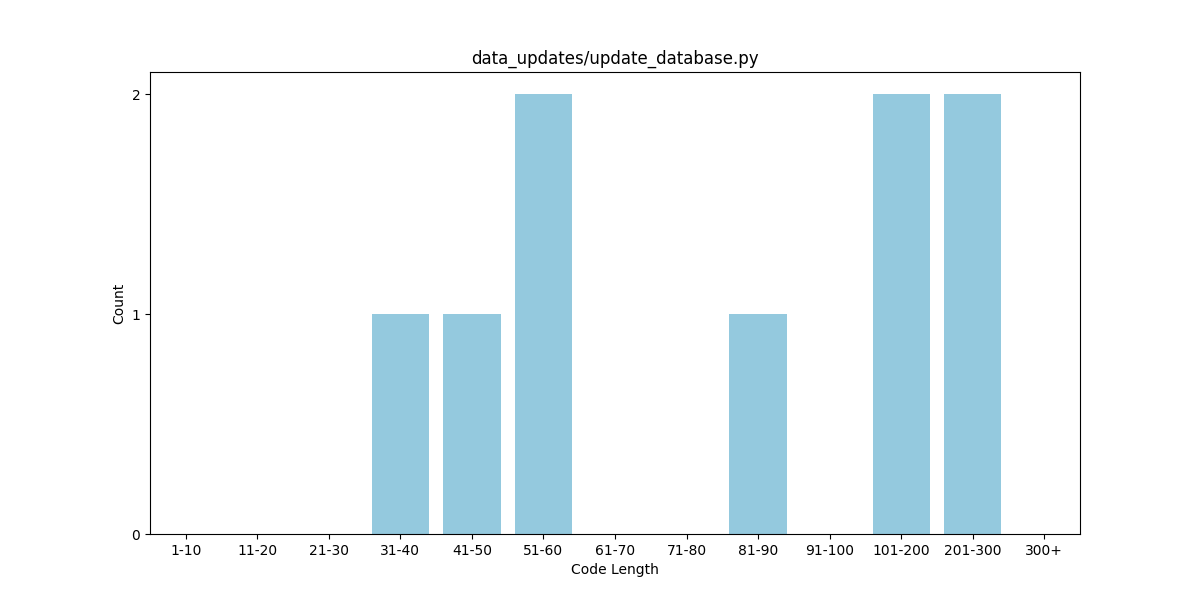 data_updates/update_database.py
Count
2
1
0
1-10 11-20 21-30 31-40 41-50 51-60 61-70 71-80 81-90 91-100 101-200 201-300 300+
Code Length